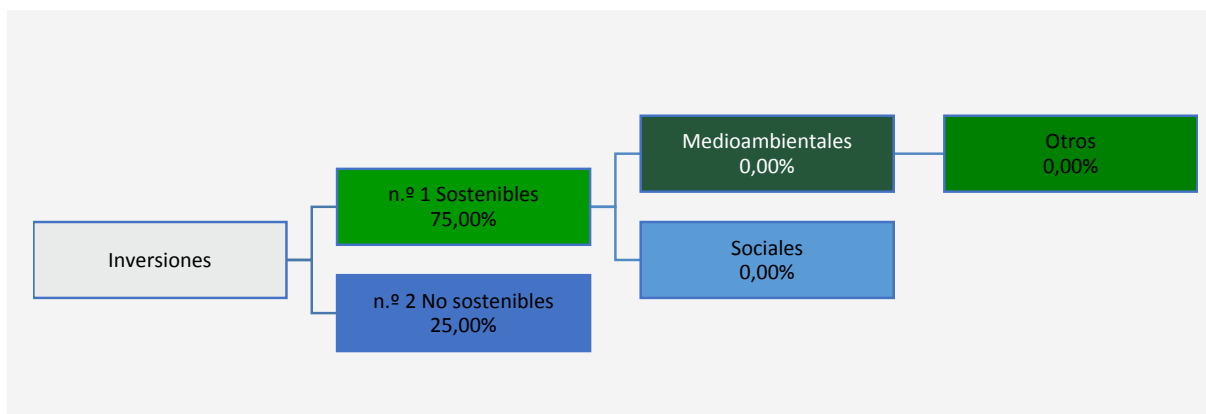 Inversiones
n.º 1 Sostenibles
75,00%
n.º 2 No sostenibles
25,00%
Medioambientales
0,00%
Sociales
0,00%
Otros
0,00%